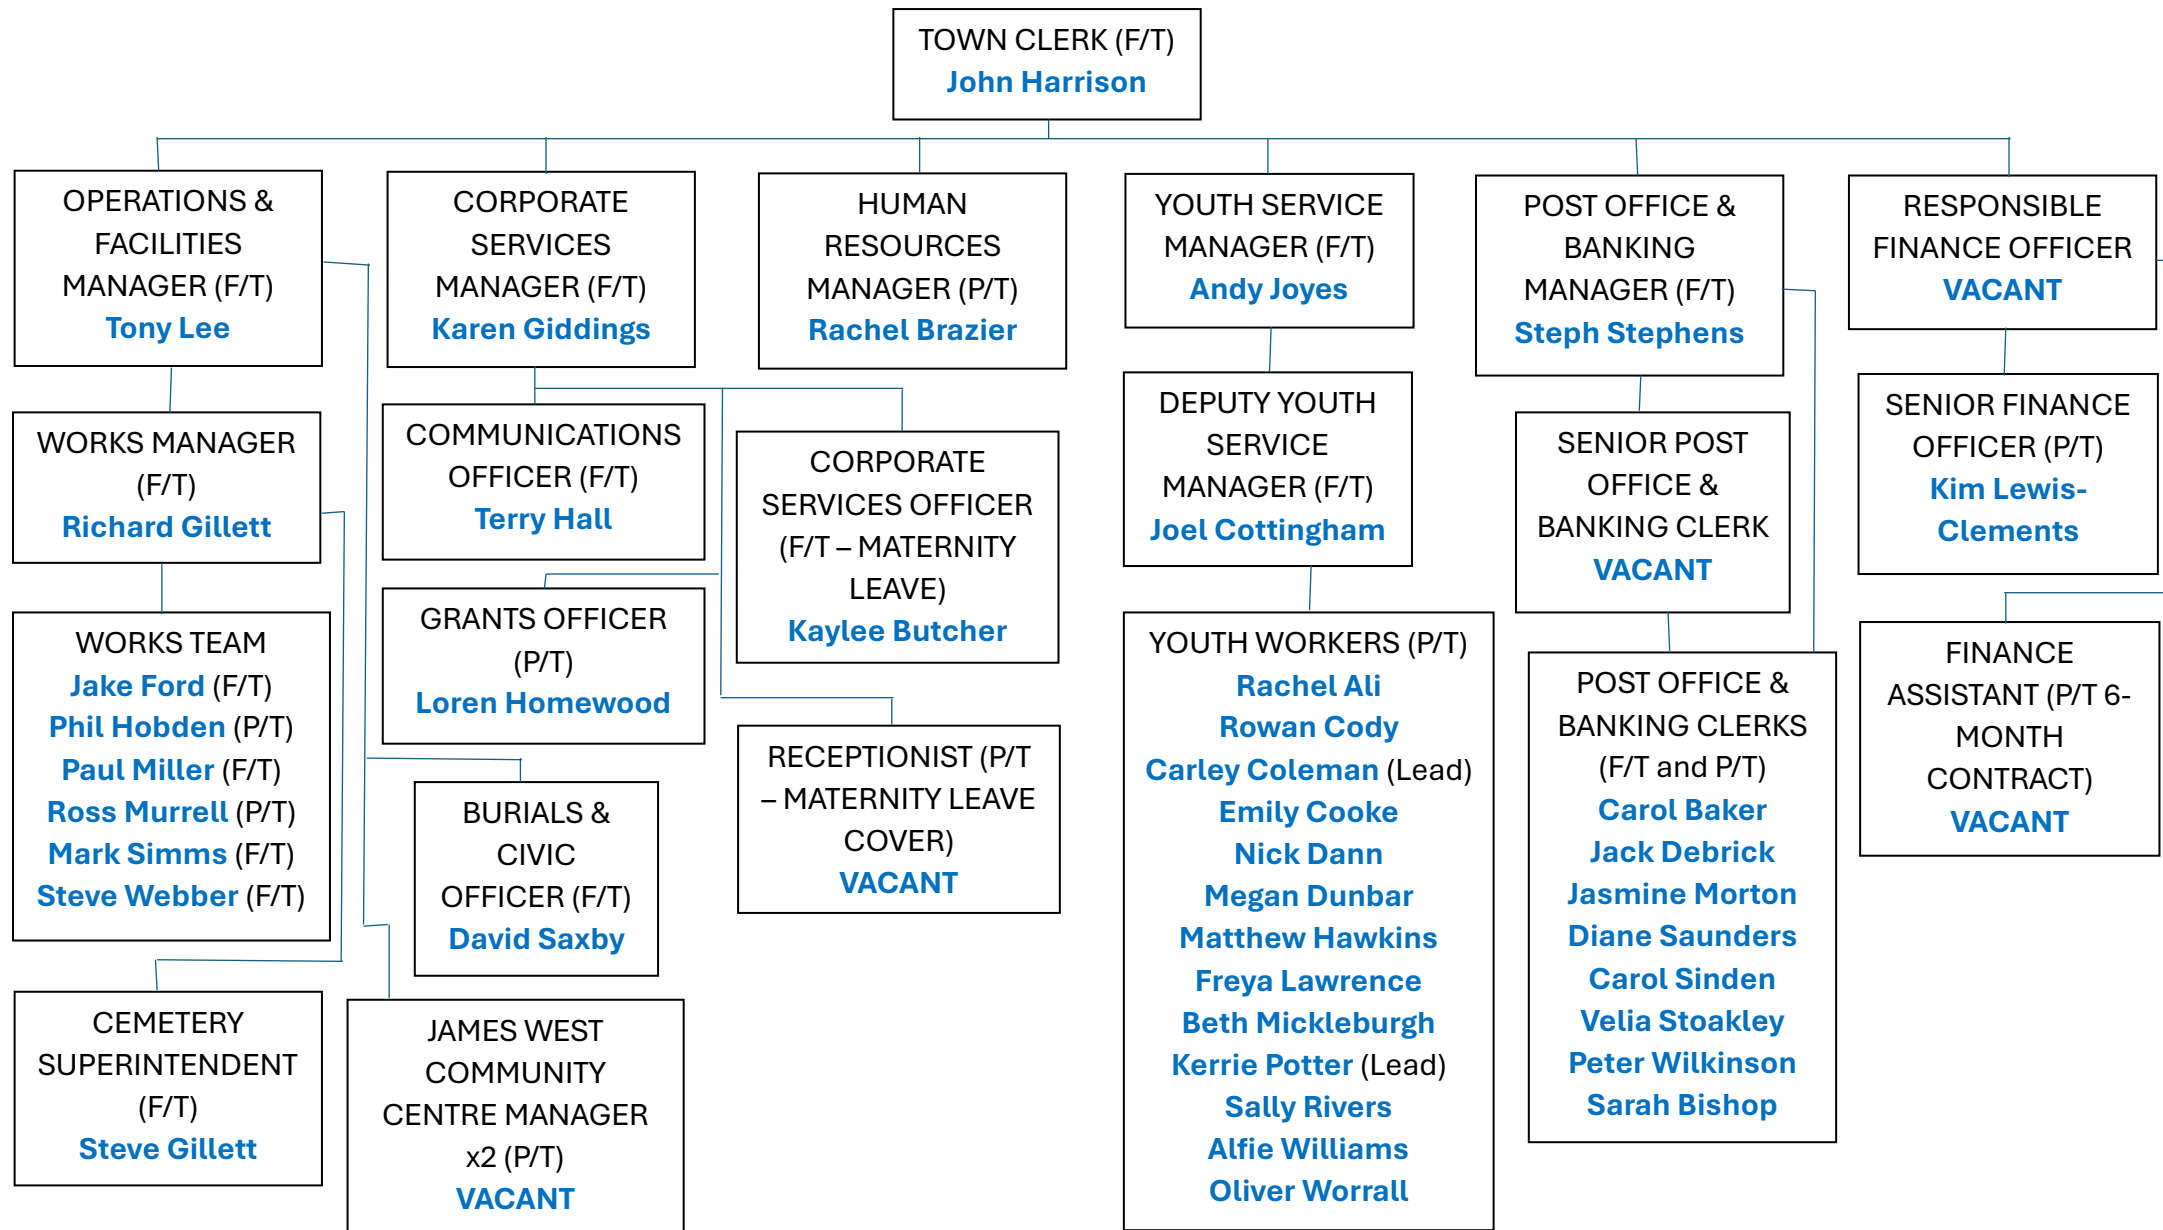 TOWN CLERK (F/T)
John Harrison
OPERATIONS &
FACILITIES
MANAGER (F/T)
Tony Lee
CORPORATE
SERVICES
MANAGER (F/T)
Karen Giddings
HUMAN
RESOURCES
MANAGER (P/T)
Rachel Brazier
YOUTH SERVICE
MANAGER (F/T)
Andy Joyes
POST OFFICE &
BANKING
MANAGER (F/T)
Steph Stephens
RESPONSIBLE
FINANCE OFFICER
VACANT
WORKS MANAGER
(F/T)
Richard Gillett
COMMUNICATIONS
OFFICER (F/T)
Terry Hall
CORPORATE
SERVICES OFFICER
(F/T – MATERNITY
LEAVE)
Kaylee Butcher
DEPUTY YOUTH
SERVICE
MANAGER (F/T)
Joel Cottingham
SENIOR POST
OFFICE &
BANKING CLERK
VACANT
SENIOR FINANCE
OFFICER (P/T)
Kim Lewis-
Clements
WORKS TEAM
Jake Ford (F/T)
Phil Hobden (P/T)
Paul Miller (F/T)
Ross Murrell (P/T)
Mark Simms (F/T)
Steve Webber (F/T)
GRANTS OFFICER
(P/T)
Loren Homewood
RECEPTIONIST (P/T
– MATERNITY LEAVE
COVER)
VACANT
BURIALS &
CIVIC
OFFICER (F/T)
David Saxby
YOUTH WORKERS (P/T)
Rachel Ali
Rowan Cody
Carley Coleman (Lead)
Emily Cooke
Nick Dann
Megan Dunbar
Matthew Hawkins
Freya Lawrence
Beth Mickleburgh
Kerrie Potter (Lead)
Sally Rivers
Alfie Williams
Oliver Worrall
POST OFFICE &
BANKING CLERKS
(F/T and P/T)
Carol Baker
Jack Debrick
Jasmine Morton
Diane Saunders
Carol Sinden
Velia Stoakley
Peter Wilkinson
Sarah Bishop
FINANCE
ASSISTANT (P/T 6-
MONTH
CONTRACT)
VACANT
CEMETERY
SUPERINTENDENT
(F/T)
Steve Gillett
JAMES WEST
COMMUNITY
CENTRE MANAGER
x2 (P/T)
VACANT